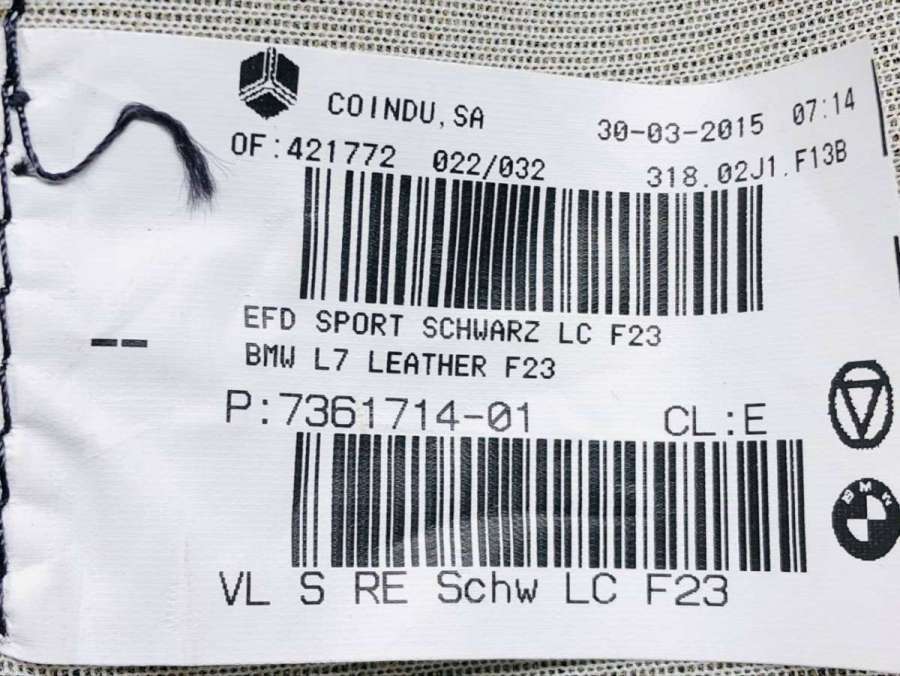 COINDU,SA 30-03-2015 07:14
OF:421772 022/032 318.02J1.F13B
EFD SPORT SCHWARZ LC F23
BMW L7 LEATHER F23
P:7361714-01 CL:E
VL S RE Schw LC F23
BMW
--